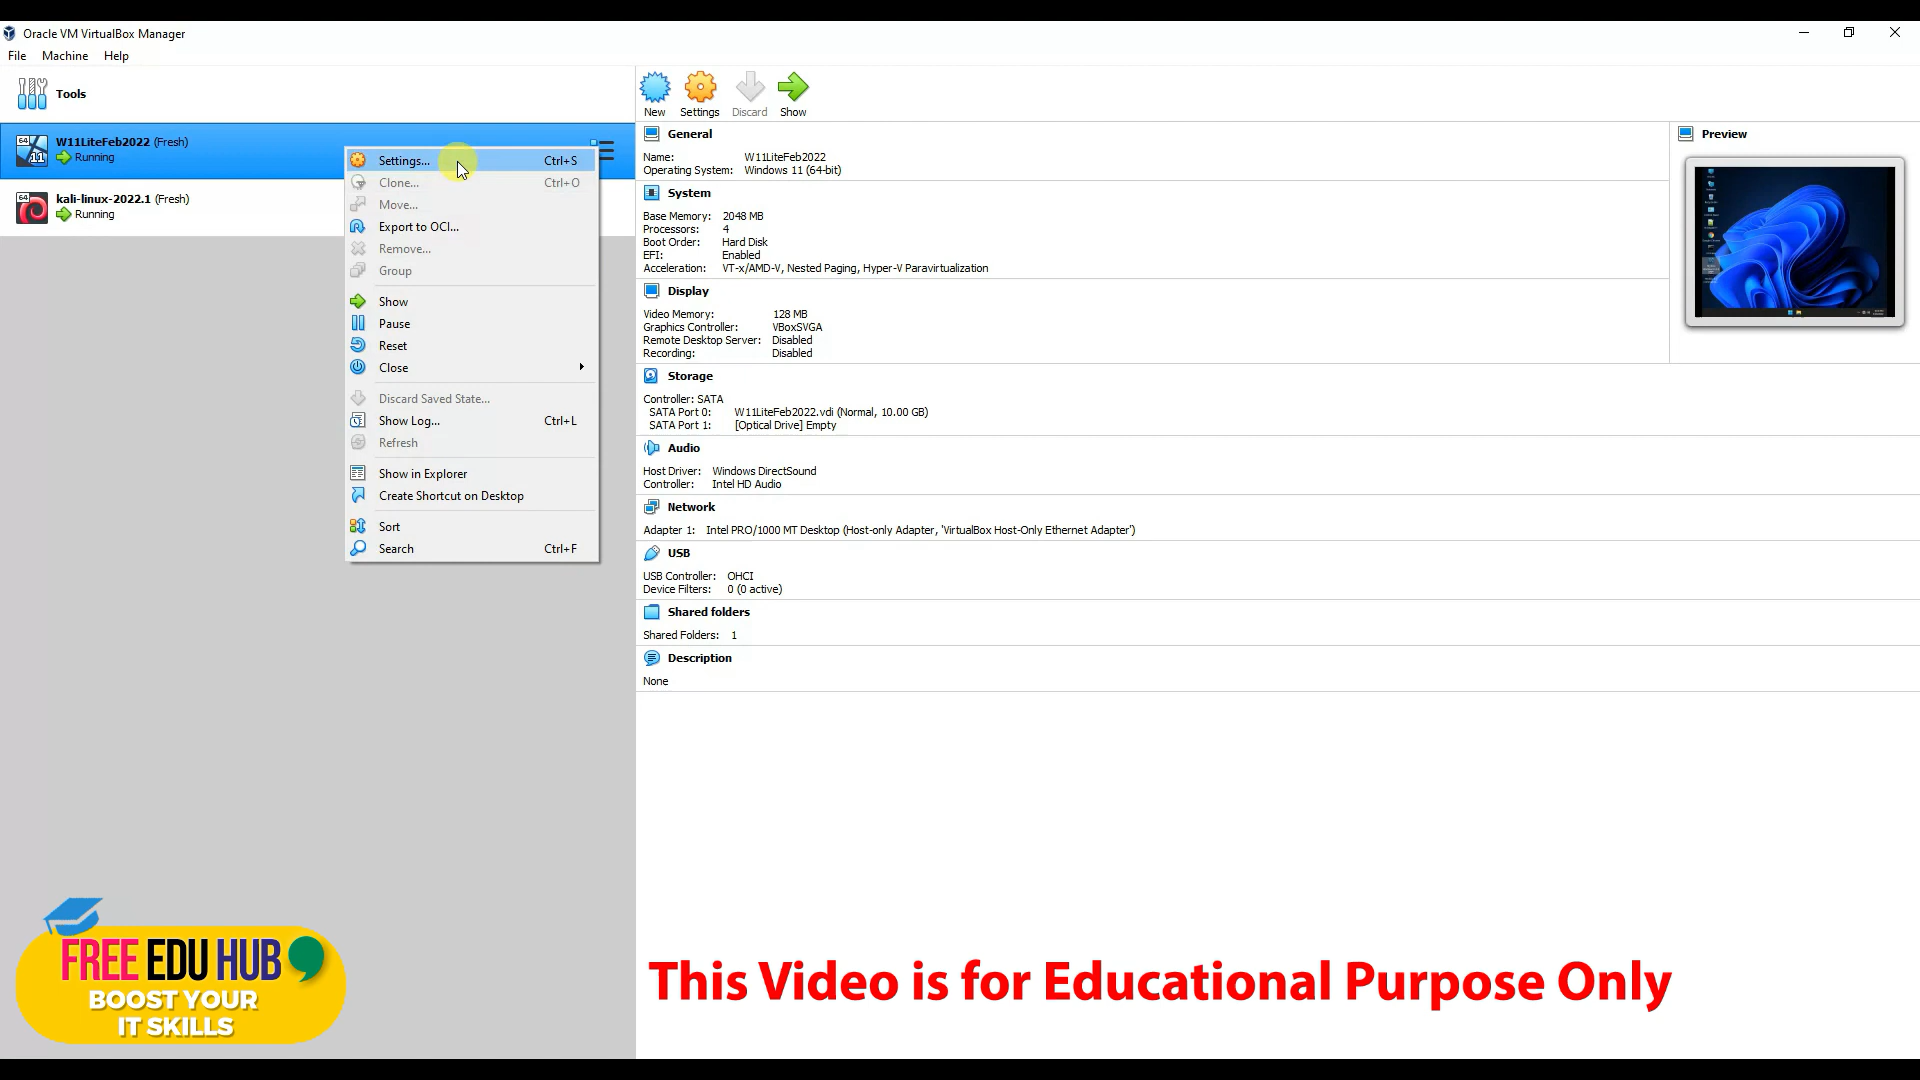 Oracle VM VirtualBox Manager
File Machine Help
Tools
W11LiteFeb2022 (Fresh)
Running
kali-linux-2022.1 (Fresh)
Running
Settings... Ctrl+S
Clone... Ctrl+O
Move...
Export to OCI...
Remove...
Group
Show
Pause
Reset
Close
Discard Saved State...
Show Log... Ctrl+L
Refresh
Show in Explorer
Create Shortcut on Desktop
Sort
Search Ctrl+F
New Settings Discard Show
General
Name: W11LiteFeb2022
Operating System: Windows 11 (64-bit)
System
Base Memory: 2048 MB
Processors: 4
Boot Order: Hard Disk
EFI: Enabled
Acceleration: VT-x/AMD-V, Nested Paging, Hyper-V Paravirtualization
Display
Video Memory: 128 MB
Graphics Controller: VBoxSVGA
Remote Desktop Server: Disabled
Recording: Disabled
Storage
Controller: SATA
SATA Port 0: W11LiteFeb2022.vdi (Normal, 10.00 GB)
SATA Port 1: [Optical Drive] Empty
Audio
Host Driver: Windows DirectSound
Controller: Intel HD Audio
Network
Adapter 1: Intel PRO/1000 MT Desktop (Host-only Adapter, 'VirtualBox Host-Only Ethernet Adapter')
USB
USB Controller: OHCI
Device Filters: 0 (0 active)
Shared folders
Shared Folders: 1
Description
None
Preview
FREE EDU HUB
BOOST YOUR
IT SKILLS
This Video is for Educational Purpose Only